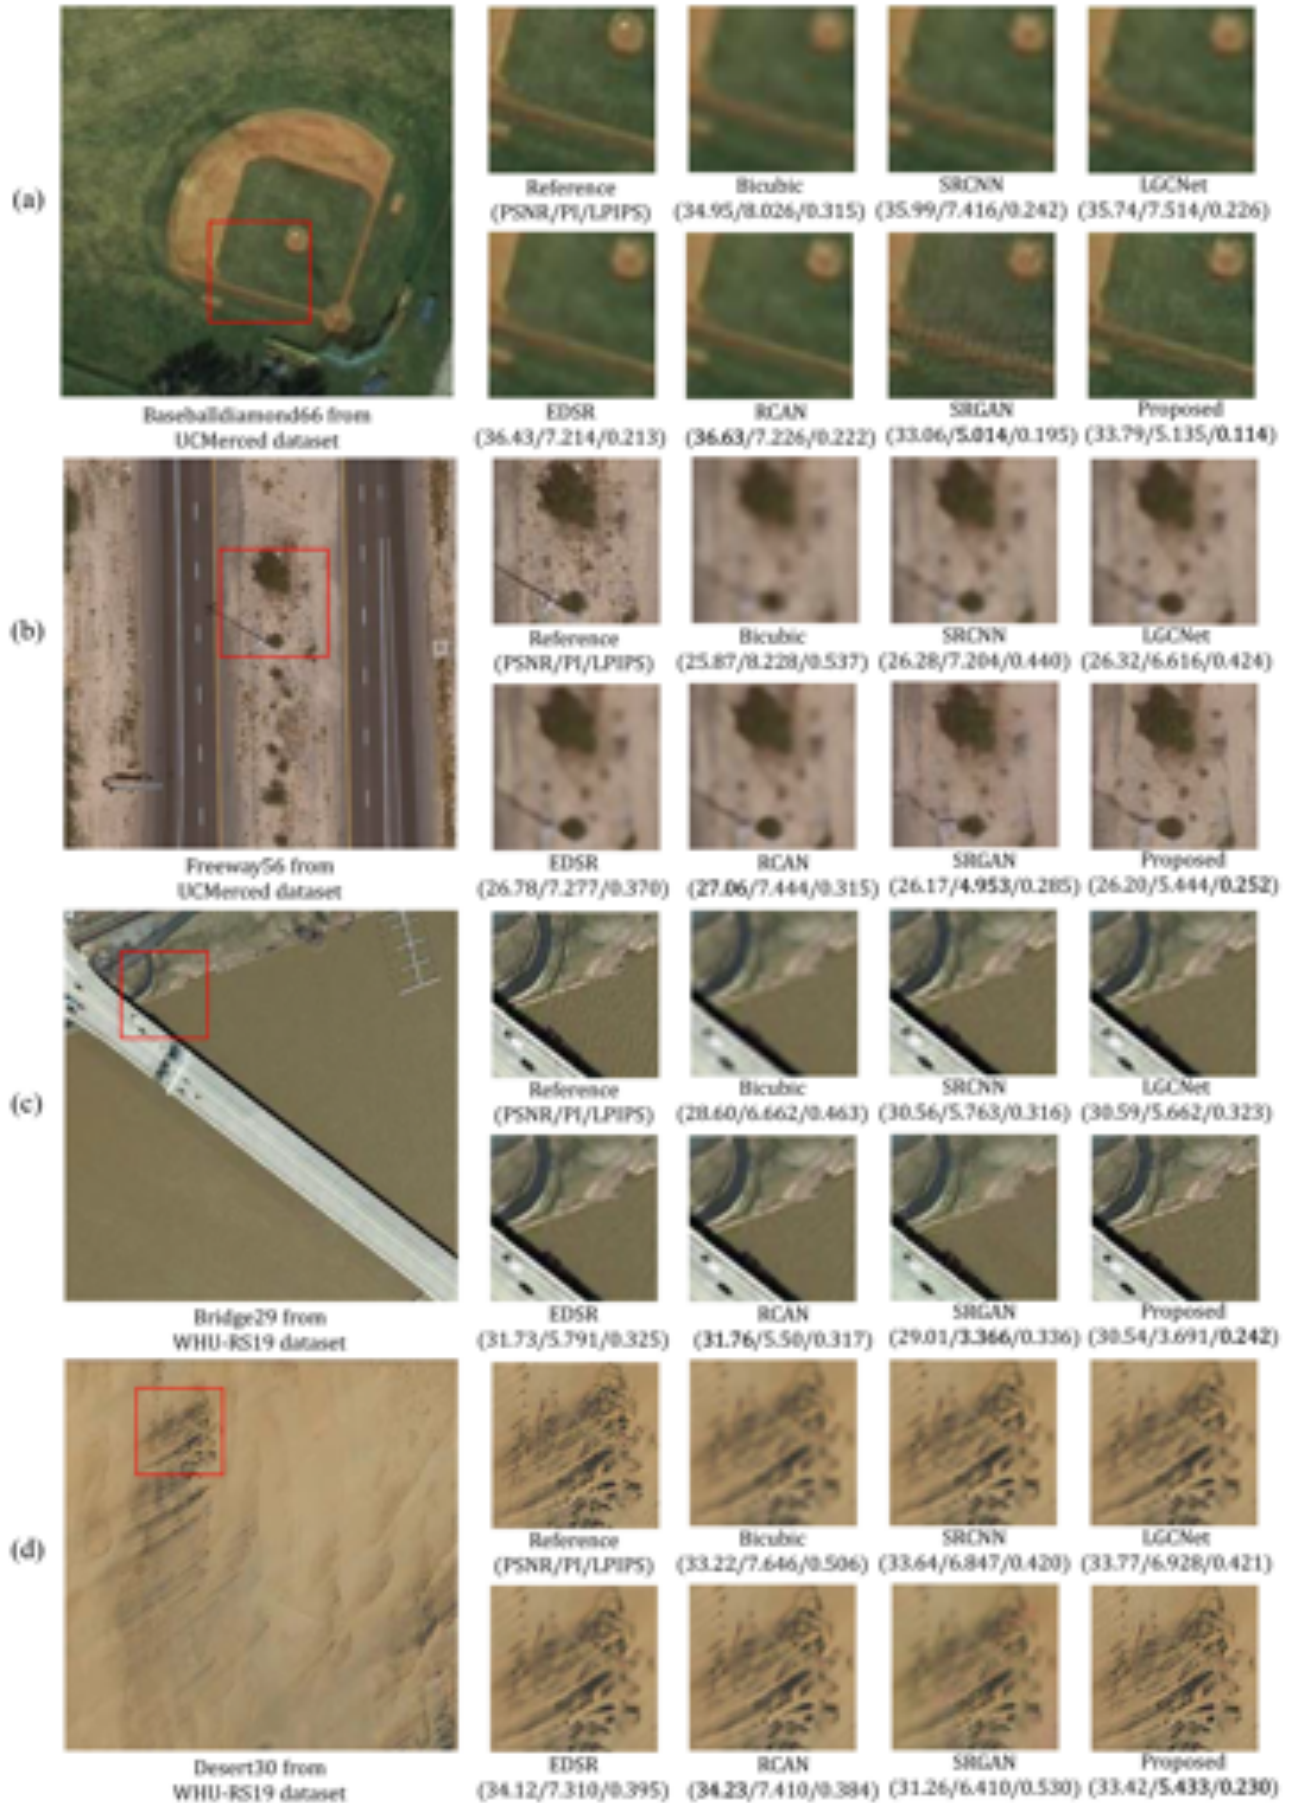 (a)
Reference
(PSNR/PI/LPIPS)
Bicubic
(34.95/8.026/0.315)
SRCNN
(35.99/7.416/0.242)
LGCNet
(35.74/7.514/0.226)
Baseballdiamond66 from
UCMerced dataset
EDSR
(36.43/7.214/0.213)
RCAN
(36.63/7.226/0.222)
SRGAN
(33.06/5.014/0.195)
Proposed
(33.79/5.135/0.114)
(b)
Reference
(PSNR/PI/LPIPS)
Bicubic
(25.87/8.228/0.537)
SRCNN
(26.28/7.204/0.440)
LGCNet
(26.32/6.616/0.424)
Freeway56 from
UCMerced dataset
EDSR
(26.78/7.277/0.370)
RCAN
(27.06/7.444/0.315)
SRGAN
(26.17/4.953/0.285)
Proposed
(26.20/5.444/0.252)
(c)
Reference
(PSNR/PI/LPIPS)
Bicubic
(28.60/6.662/0.463)
SRCNN
(30.56/5.763/0.316)
LGCNet
(30.59/5.662/0.323)
Bridge29 from
WHU-RS19 dataset
EDSR
(31.73/5.791/0.325)
RCAN
(31.76/5.50/0.317)
SRGAN
(29.01/3.366/0.336)
Proposed
(30.54/3.691/0.242)
(d)
Reference
(PSNR/PI/LPIPS)
Bicubic
(33.22/7.646/0.506)
SRCNN
(33.64/6.847/0.420)
LGCNet
(33.77/6.928/0.421)
Desert30 from
WHU-RS19 dataset
EDSR
(34.12/7.310/0.395)
RCAN
(34.23/7.410/0.384)
SRGAN
(31.26/6.410/0.530)
Proposed
(33.42/5.433/0.230)